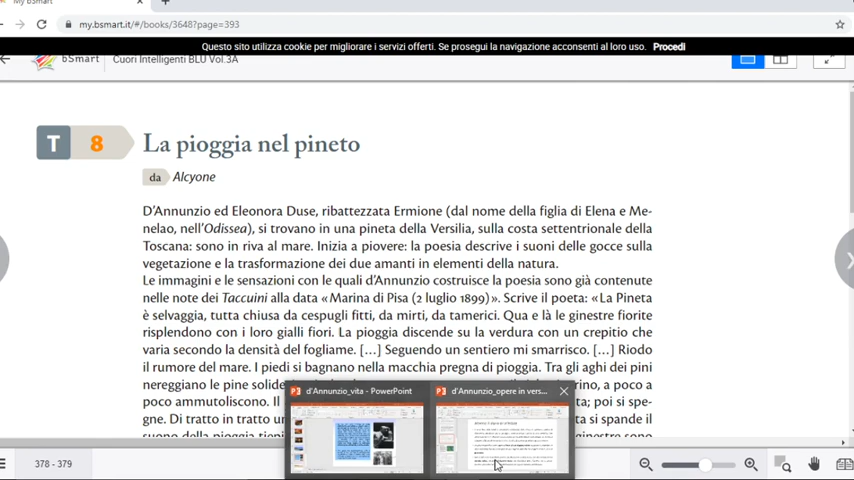 My bSmart
my.bsmart.it/#/books/3648?page=393
Questo sito utilizza cookie per migliorare i servizi offerti. Se prosegui la navigazione acconsenti al loro uso. Procedi
bSmart Cuori Intelligenti BLU Vol.3A
T 8 La pioggia nel pineto
da Alcyone
D'Annunzio ed Eleonora Duse, ribattezzata Ermione (dal nome della figlia di Elena e Me-
nelao, nell'Odissea), si trovano in una pineta della Versilia, sulla costa settentrionale della
Toscana: sono in riva al mare. Inizia a piovere: la poesia descrive i suoni delle gocce sulla
vegetazione e la trasformazione dei due amanti in elementi della natura.
Le immagini e le sensazioni con le quali d'Annunzio costruisce la poesia sono già contenute
nelle note dei Taccuini alla data «Marina di Pisa (2 luglio 1899)». Scrive il poeta: «La Pineta
è selvaggia, tutta chiusa da cespugli fitti, da mirti, da tamerici. Qua e là le ginestre fiorite
risplendono con i loro gialli fiori. La pioggia discende su la verdura con un crepitio che
varia secondo la densità del fogliame. [...] Seguendo un sentiero mi smarrisco. [...] Riodo
il rumore del mare. I piedi si bagnano nella macchia pregna di pioggia. Tra gli aghi dei pini
nereggiano le pine solide
poco ammutoliscono. Il
gne. Di tratto in tratto
d'Annunzio_vita - PowerPoint
d'Annunzio_opere in vers...
378 - 379